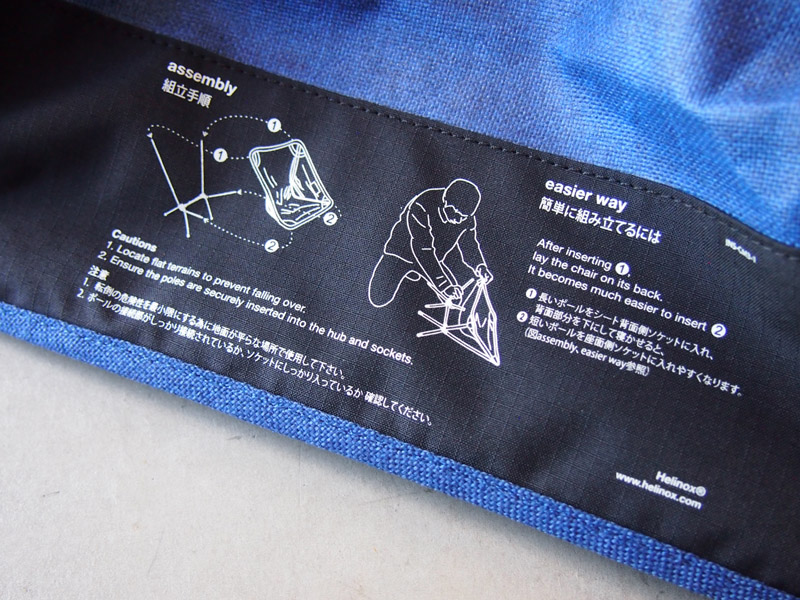 assembly
組立手順
1
1
2
2
Cautions
1. Locate flat terrains to prevent falling over.
2. Ensure the poles are securely inserted into the hub and sockets.
注意
1. 転倒の危険性を最小限にする為に地面が平らな場所で使用して下さい。
2. ポールの接続部がしっかり接続されているか、ソケットにしっかり入っているか 確認してください。
easier way
簡単に組み立てるには
After inserting 1,
lay the chair on its back.
It becomes much easier to insert 2
1 長いポールをシート背面側ソケットに入れ、
背面部分を下にして寝かせると、
2 短いポールを座面側ソケットに入れやすくなります。
(図assembly、easier way参照)
Helinox®
www.helinox.com